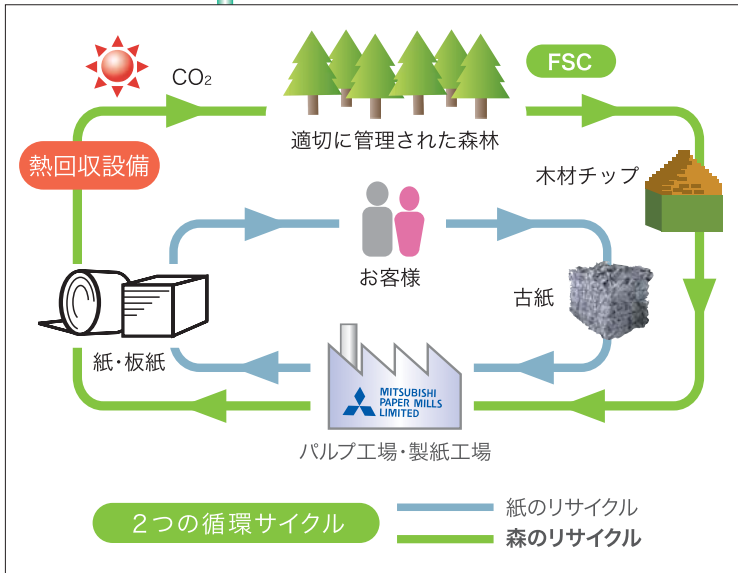 CO₂
FSC
適切に管理された森林
熱回収設備
木材チップ
お客様
古紙
紙・板紙
MITSUBISHI
PAPER MILLS
LIMITED
パルプ工場・製紙工場
2つの循環サイクル
紙のリサイクル
森のリサイクル